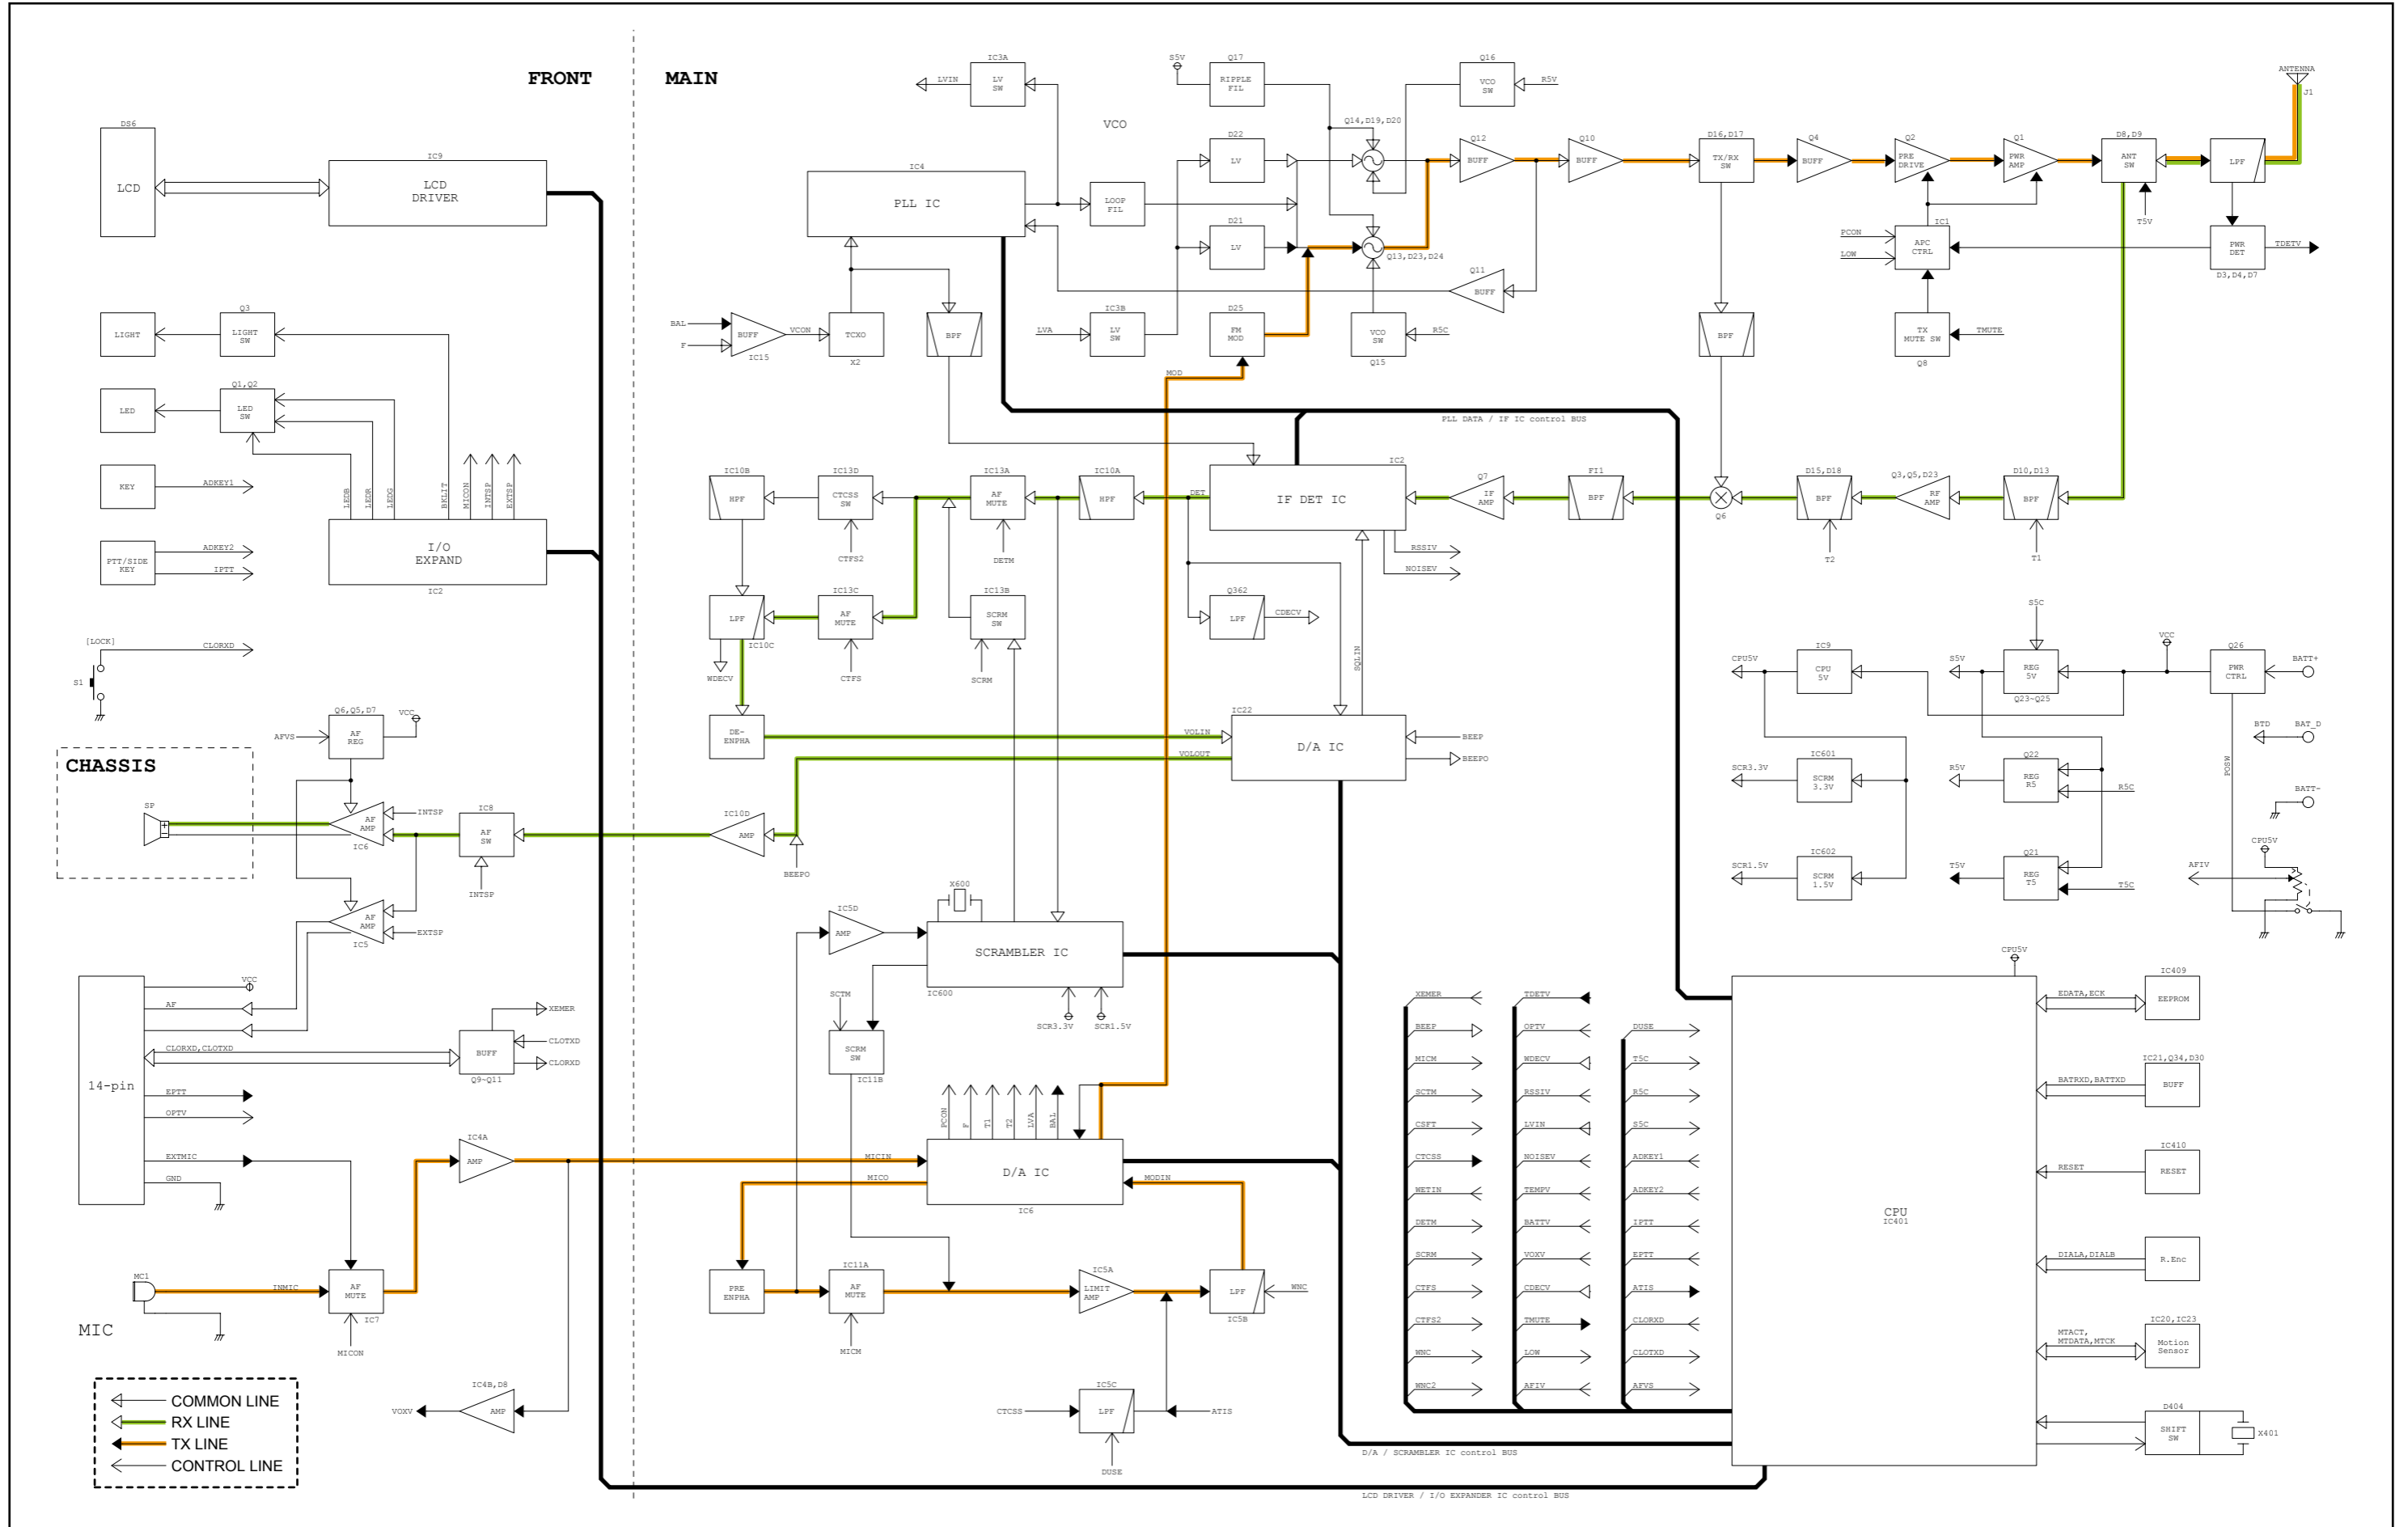 FRONT
MAIN
DS6
LCD
IC9
LCD
DRIVER
LIGHT
Q3
LIGHT
SW
LED
Q1,Q2
LED
SW
KEY
ADKEY1
PTT/SIDE
KEY
ADKEY2
IPTT
LEDB
LEDR
LEDG
BKLIT
MICON
INTSP
EXTSP
I/O
EXPAND
IC2
[LOCK]
CLORXD
S1
Q6,Q5,D7
AF
REG
AFVS
VCC
CHASSIS
SP
AF
AMP
IC6
INTSP
IC8
AF
SW
INTSP
AF
AMP
IC5
EXTSP
14-pin
VCC
AF
XEMER
CLORXD,CLOTXD
BUFF
Q9~Q11
CLOTXD
CLORXD
EPTT
OPTV
EXTMIC
GND
IC4A
AMP
MC1
INMIC
AF
MUTE
IC7
MICON
MIC
IC4B,D8
AMP
VOXV
COMMON LINE
RX LINE
TX LINE
CONTROL LINE
LVIN
IC3A
LV
SW
VCO
S5V
Q17
RIPPLE
FIL
Q16
VCO
SW
R5V
Q14,D19,D20
IC4
PLL IC
LOOP
FIL
D22
LV
D21
LV
Q13,D23,D24
Q12
BUFF
Q10
BUFF
Q11
BUFF
D16,D17
TX/RX
SW
Q4
BUFF
Q2
PRE
DRIVE
Q1
PWR
AMP
D8,D9
ANT
SW
T5V
LPF
ANTENNA
J1
IC1
APC
CTRL
PCON
LOW
PWR
DET
D3,D4,D7
TDETV
TX
MUTE SW
Q8
TMUTE
BAL
F
BUFF
IC15
VCON
TCXO
X2
BPF
LVA
IC3B
LV
SW
D25
FM
MOD
MOD
VCO
SW
Q15
R5C
BPF
PLL DATA / IF IC control BUS
IC10B
HPF
IC13D
CTCSS
SW
CTFS2
IC13A
AF
MUTE
DETM
IC10A
HPF
DET
IC2
IF DET IC
Q7
IF
AMP
FI1
BPF
Q6
D15,D18
BPF
T2
Q3,Q5,D23
RF
AMP
D10,D13
BPF
T1
RSSIV
NOISEV
LPF
IC10C
WDECV
IC13C
AF
MUTE
CTFS
IC13B
SCRM
SW
SCRM
Q362
LPF
CDECV
SQLIN
DE-
ENPHA
VOLIN
VOLOUT
IC22
D/A IC
BEEP
BEEPO
IC10D
AMP
BEEPO
CPU5V
IC9
CPU
5V
S5C
S5V
REG
5V
Q23~Q25
VCC
Q26
PWR
CTRL
BATT+
BTD
BAT_D
BATT-
SCR3.3V
IC601
SCRM
3.3V
R5V
Q22
REG
R5
R5C
SCR1.5V
IC602
SCRM
1.5V
T5V
Q21
REG
T5
T5C
POSW
CPU5V
AFIV
X600
IC5D
AMP
SCRAMBLER IC
IC600
SCR3.3V
SCR1.5V
SCTM
SCRM
SW
IC11B
PCON
F
T1
T2
LVA
BAL
MICIN
MICO
D/A IC
IC6
MODIN
PRE
ENPHA
IC11A
AF
MUTE
MICM
IC5A
LIMIT
AMP
LPF
IC5B
WNC
IC5C
LPF
CTCSS
ATIS
DUSE
XEMER
BEEP
MICM
SCTM
CSFT
CTCSS
WETIN
DETM
SCRM
CTFS
CTFS2
WNC
WNC2
TDETV
OPTV
WDECV
RSSIV
LVIN
NOISEV
TEMPV
BATTV
VOXV
CDECV
TMUTE
LOW
AFIV
DUSE
T5C
R5C
S5C
ADKEY1
ADKEY2
IPTT
EPTT
ATIS
CLORXD
CLOTXD
AFVS
CPU5V
CPU
IC401
EDATA,ECK
IC409
EEPROM
IC21,Q34,D30
BATRXD,BATTXD
BUFF
IC410
RESET
RESET
DIALA,DIALB
R.Enc
IC20,IC23
MTACT,
MTDATA,MTCK
Motion
Sensor
D404
SHIFT
SW
X401
D/A / SCRAMBLER IC control BUS
LCD DRIVER / I/O EXPANDER IC control BUS